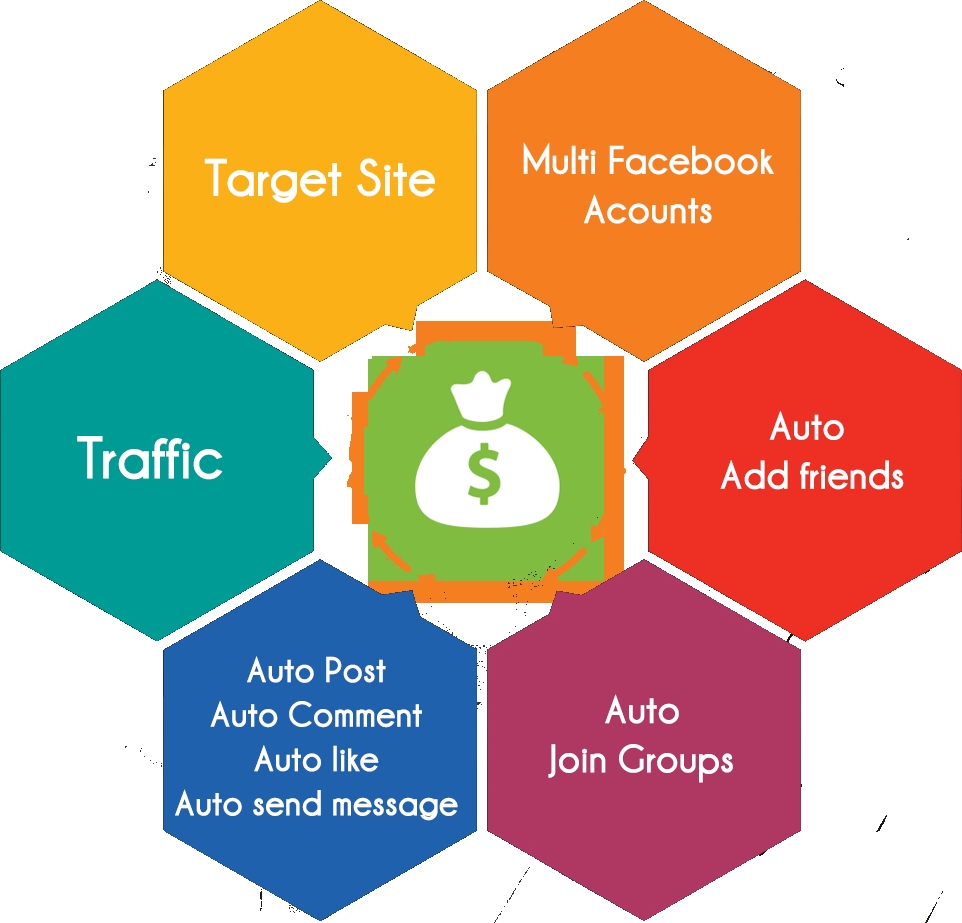 Target Site
Multi Facebook
Acounts
Traffic
$
Auto
Add friends
Auto Post
Auto Comment
Auto like
Auto send message
Auto
Join Groups